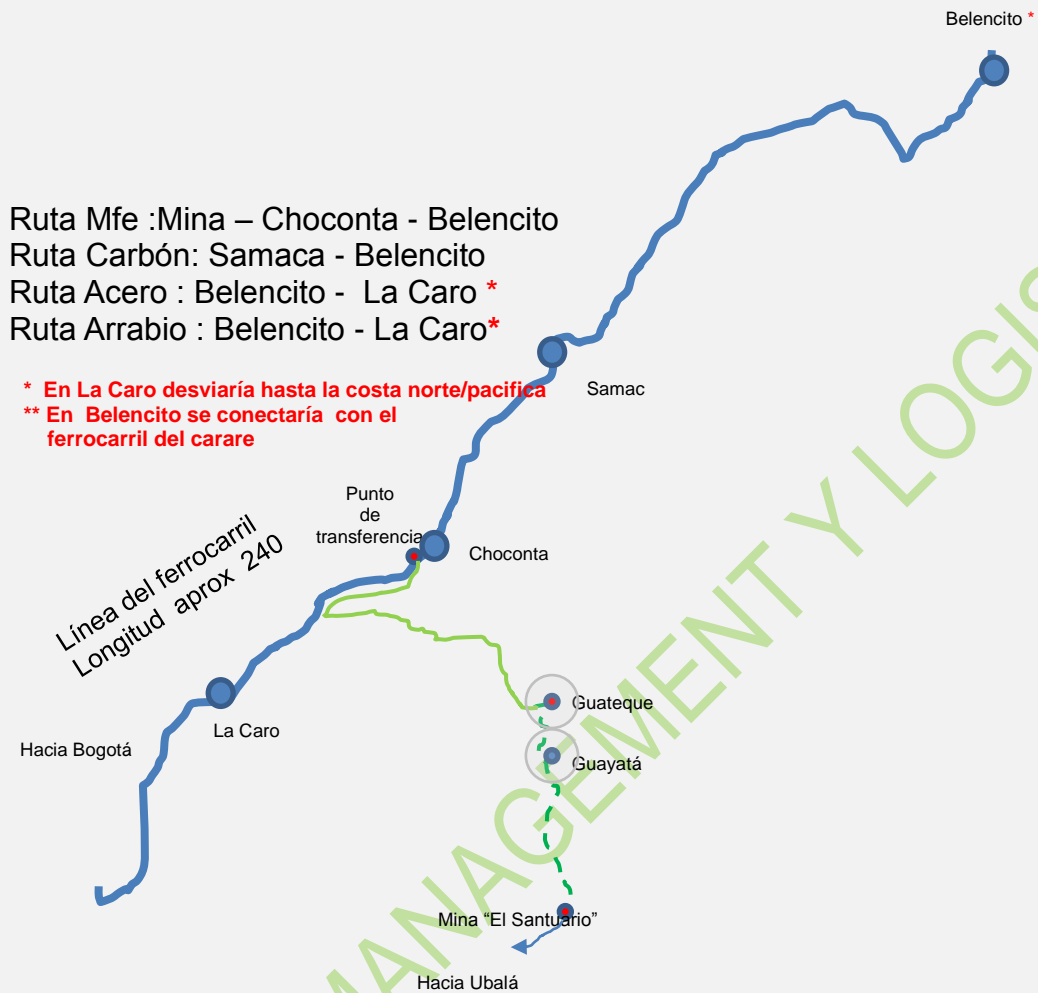 Belencito *
Ruta Mfe :Mina – Choconta - Belencito
Ruta Carbón: Samaca - Belencito
Ruta Acero : Belencito - La Caro *
Ruta Arrabio : Belencito - La Caro*
* En La Caro desviaría hasta la costa norte/pacifica
** En Belencito se conectaría con el
ferrocarril del carare
Samac
Punto
de
transferencia
Choconta
Línea del ferrocarril
Longitud aprox 240
Guateque
La Caro
Hacia Bogotá
Guayatá
Mina “El Santuario”
Hacia Ubalá
MANAGEMENT Y LOGIS